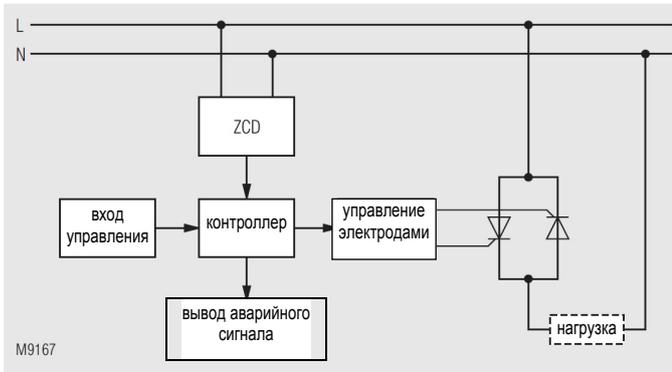 L
N
ZCD
вход
управления
контроллер
управление
электродами
вывод аварийного
сигнала
нагрузка
M9167